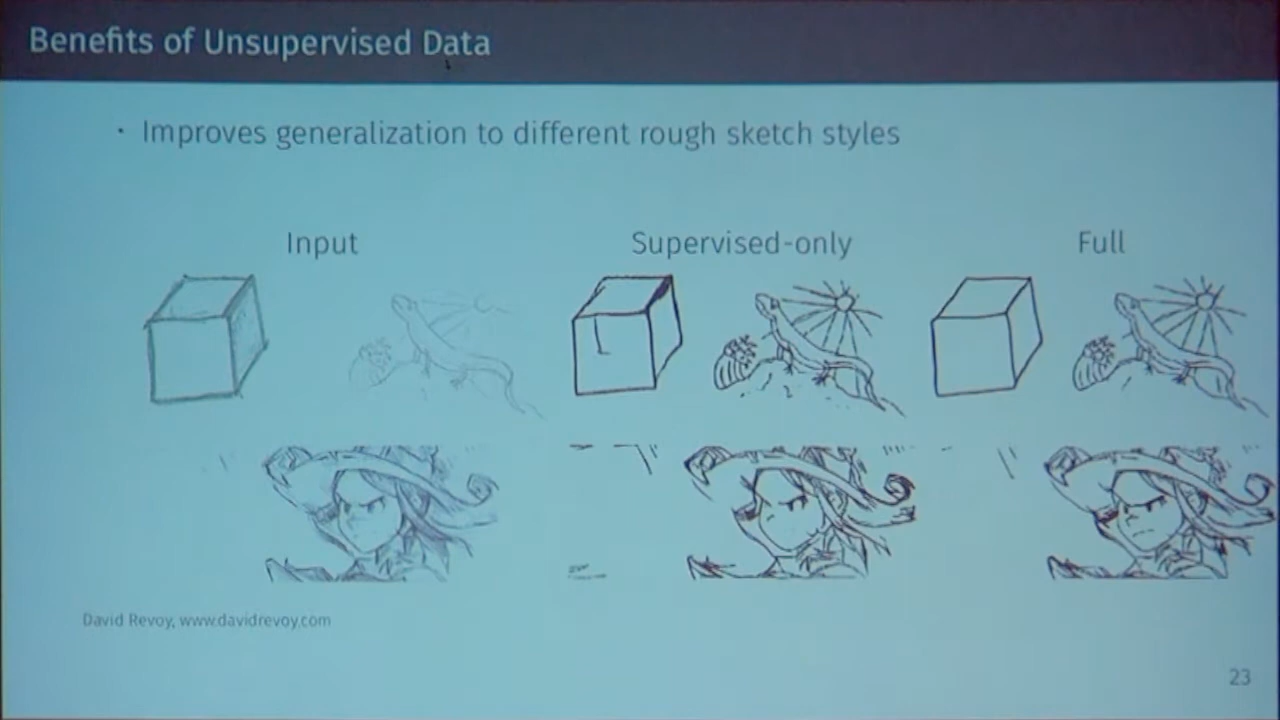 Benefits of Unsupervised Data
· Improves generalization to different rough sketch styles
Input Supervised-only Full
David Revoy, www.davidrevoy.com
23